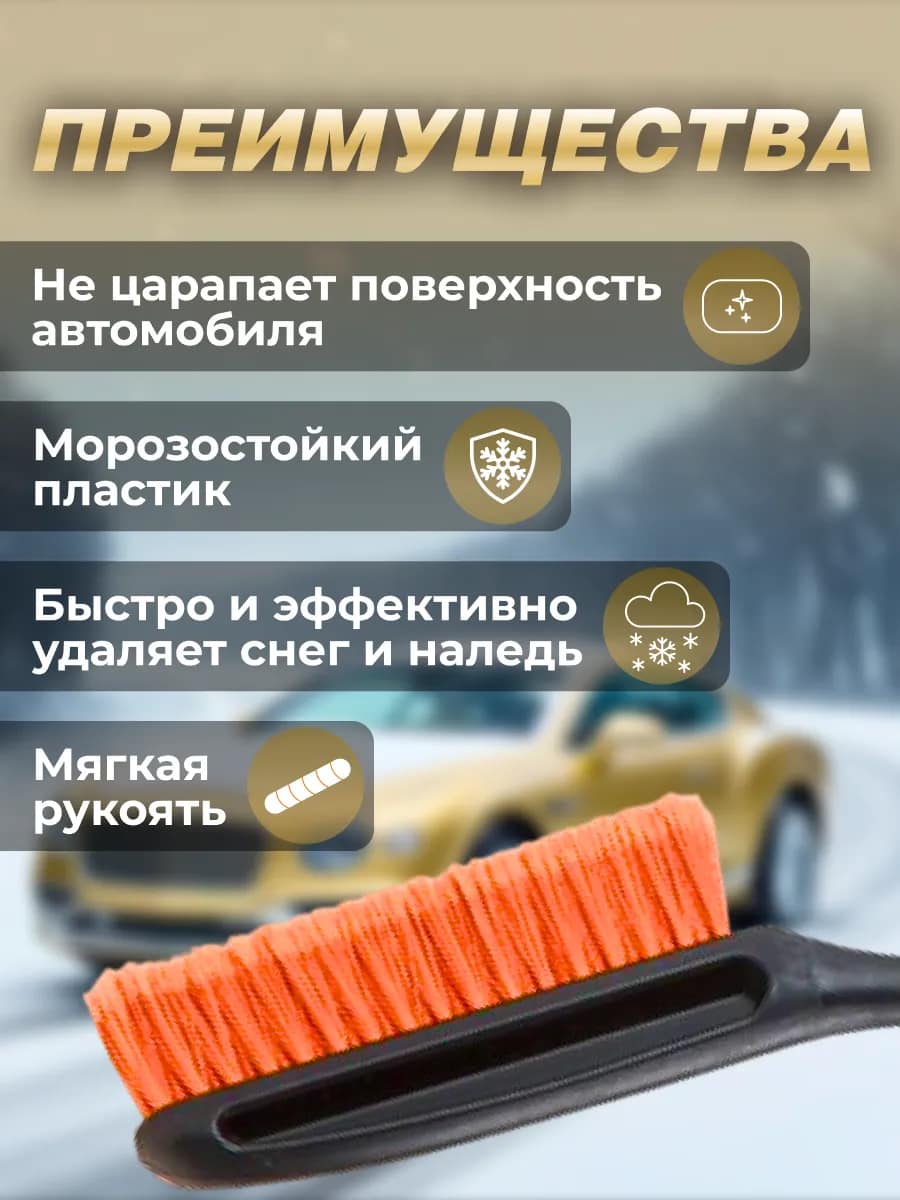 ПРЕИМУЩЕСТВА
Не царапает поверхность
автомобиля
Морозостойкий
пластик
Быстро и эффективно
удаляет снег и наледь
Мягкая
рукоять